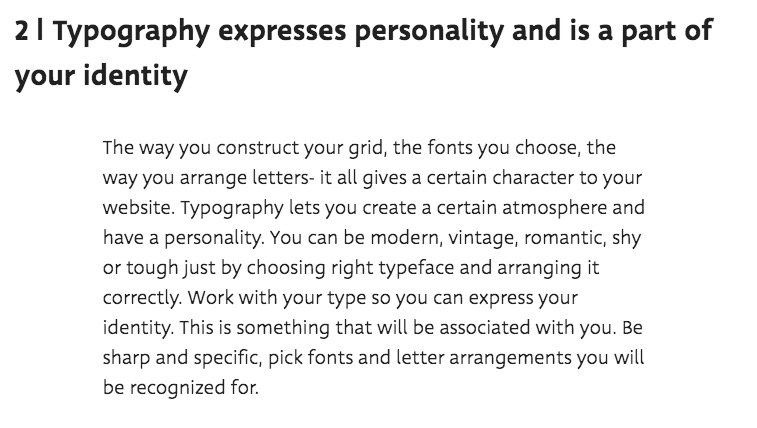 2 | Typography expresses personality and is a part of
your identity
The way you construct your grid, the fonts you choose, the
way you arrange letters- it all gives a certain character to your
website. Typography lets you create a certain atmosphere and
have a personality. You can be modern, vintage, romantic, shy
or tough just by choosing right typeface and arranging it
correctly. Work with your type so you can express your
identity. This is something that will be associated with you. Be
sharp and specific, pick fonts and letter arrangements you will
be recognized for.